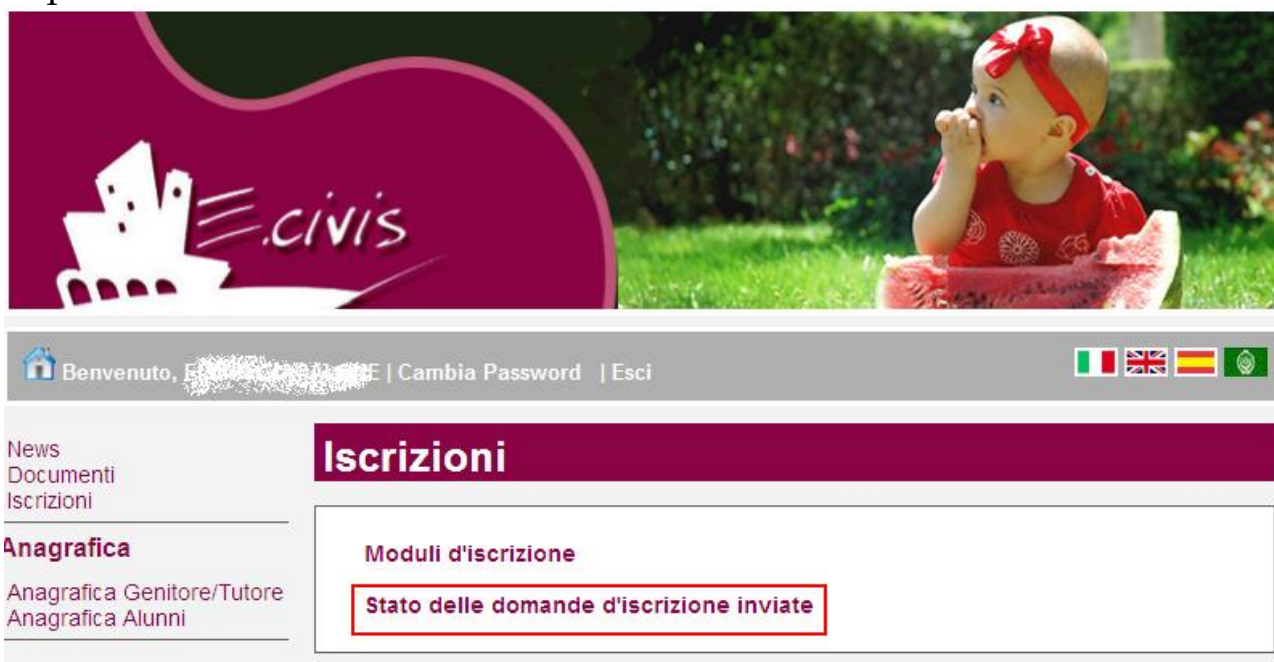 E.civis
Benvenuto, | Cambia Password | Esci
News
Documenti
Iscrizioni
Anagrafica
Anagrafica Genitore/Tutore
Anagrafica Alunni
Iscrizioni
Moduli d'iscrizione
Stato delle domande d'iscrizione inviate